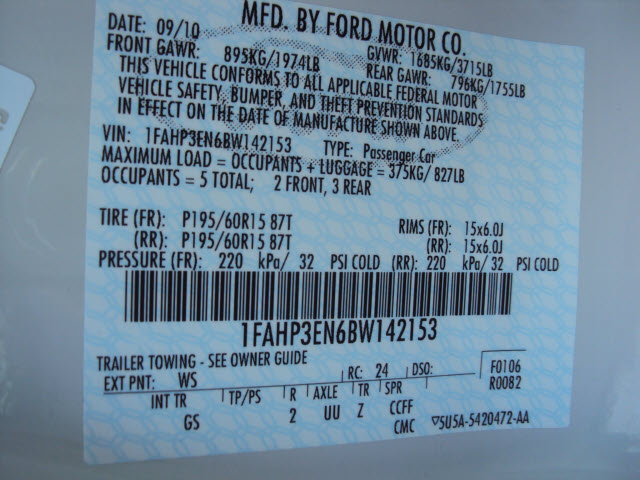 MFD. BY FORD MOTOR CO.
DATE: 09/10 GVWR: 1685KG/3715LB
FRONT GAWR: 895KG/1974LB REAR GAWR: 796KG/1755LB
THIS VEHICLE CONFORMS TO ALL APPLICABLE FEDERAL MOTOR
VEHICLE SAFETY, BUMPER, AND THEFT PREVENTION STANDARDS
IN EFFECT ON THE DATE OF MANUFACTURE SHOWN ABOVE.
VIN: 1FAHP3EN6BW142153 TYPE: Passenger Car
MAXIMUM LOAD = OCCUPANTS + LUGGAGE = 375KG/ 827LB
OCCUPANTS = 5 TOTAL; 2 FRONT, 3 REAR
TIRE (FR): P195/60R15 87T RIMS (FR): 15x6.0J
(RR): P195/60R15 87T (RR): 15x6.0J
PRESSURE (FR): 220 kPa/ 32 PSI COLD (RR): 220 kPa/ 32 PSI COLD
1FAHP3EN6BW142153
TRAILER TOWING - SEE OWNER GUIDE
EXT PNT: WS RC: 24 DSO: F0106
R0082
INT TR TP/PS R AXLE TR SPR
GS 2 UU Z CCFF
CMC ▽5U5A-5420472-AA